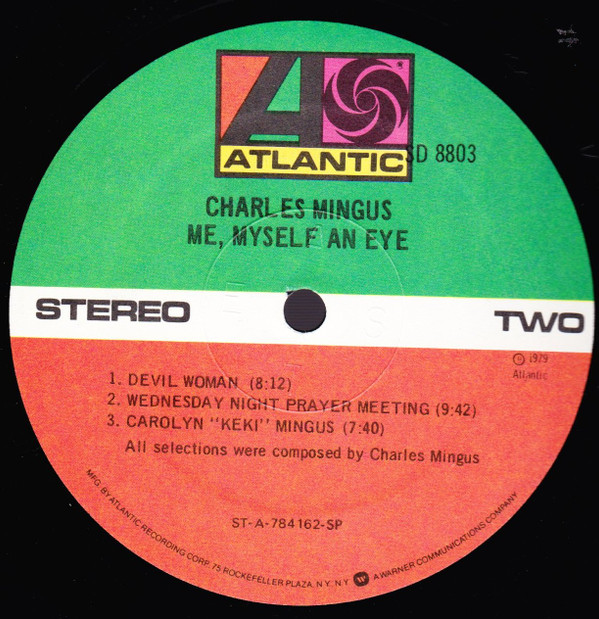 ATLANTIC
SD 8803
CHARLES MINGUS
ME, MYSELF AN EYE
STEREO
TWO
℗ 1979
Atlantic
1. DEVIL WOMAN (8:12)
2. WEDNESDAY NIGHT PRAYER MEETING (9:42)
3. CAROLYN "KEKI" MINGUS (7:40)
All selections were composed by Charles Mingus
ST-A-784162-SP
MFG. BY ATLANTIC RECORDING CORP. 75 ROCKEFELLER PLAZA, N.Y. N.Y. A WARNER COMMUNICATIONS COMPANY